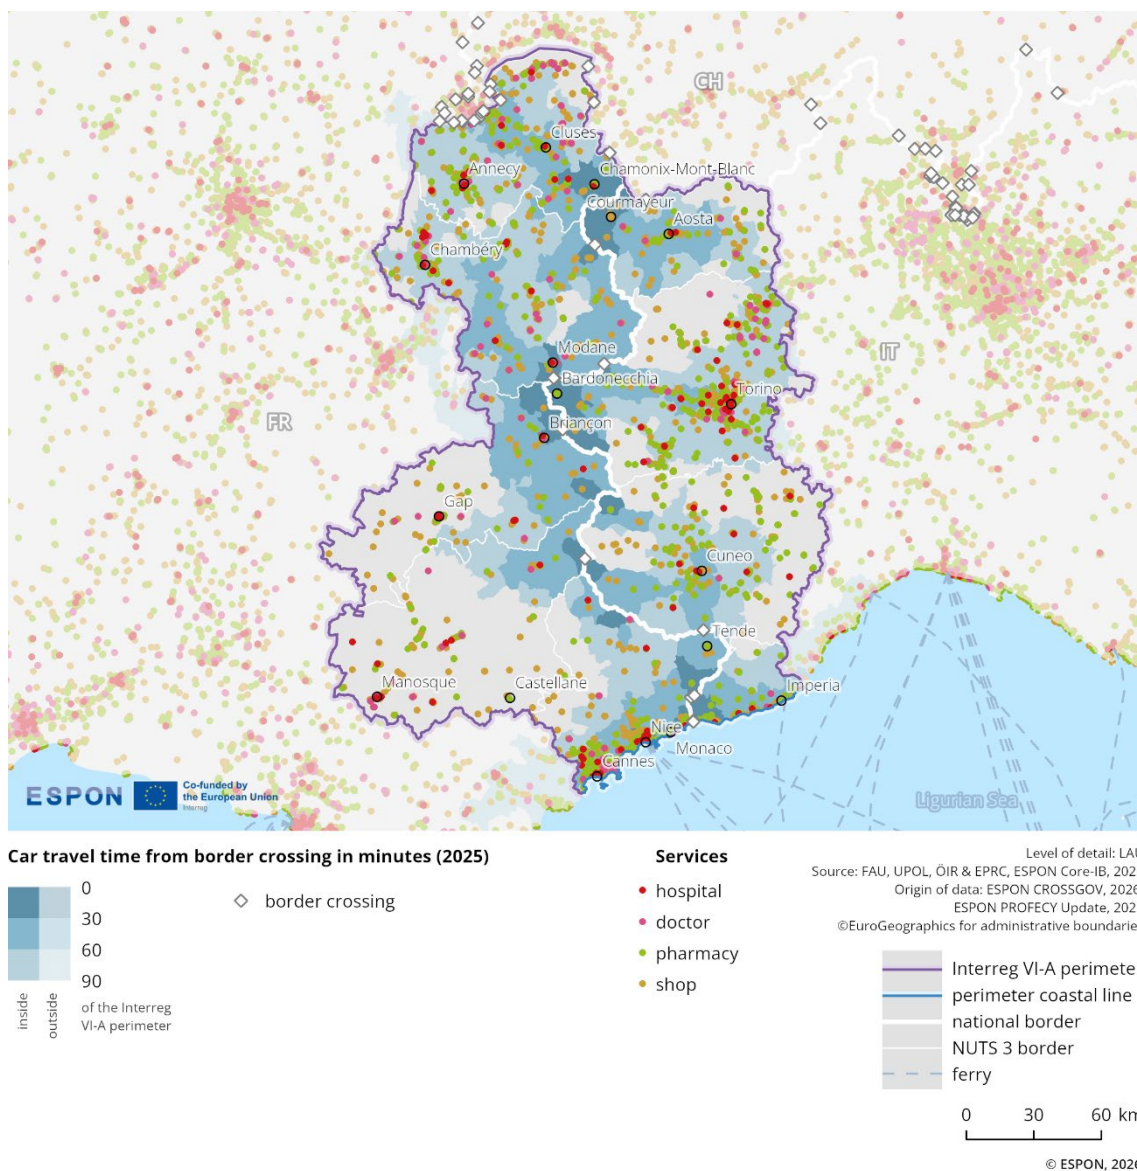 CH
Cluses
Annecy
Chamonix-Mont-Blanc
Courmayeur
Aosta
Chambéry
Modane
IT
Bardonecchia
Torino
FR
Briançon
Gap
Cuneo
Tende
Manosque
Castellane
Imperia
Nice
Monaco
Cannes
ESPON
Co-funded by
the European Union
Interreg
Ligurian Sea
Car travel time from border crossing in minutes (2025)
0
30
60
90
inside
outside
of the Interreg
VI-A perimeter
border crossing
Services
hospital
doctor
pharmacy
shop
Level of detail: LAU
Source: FAU, UPOL, ÖIR & EPRC, ESPON Core-IB, 202
Origin of data: ESPON CROSSGOV, 2026
ESPON PROFECY Update, 202
©EuroGeographics for administrative boundarie
Interreg VI-A perimete
perimeter coastal line
national border
NUTS 3 border
ferry
0 30 60 km
© ESPON, 2026